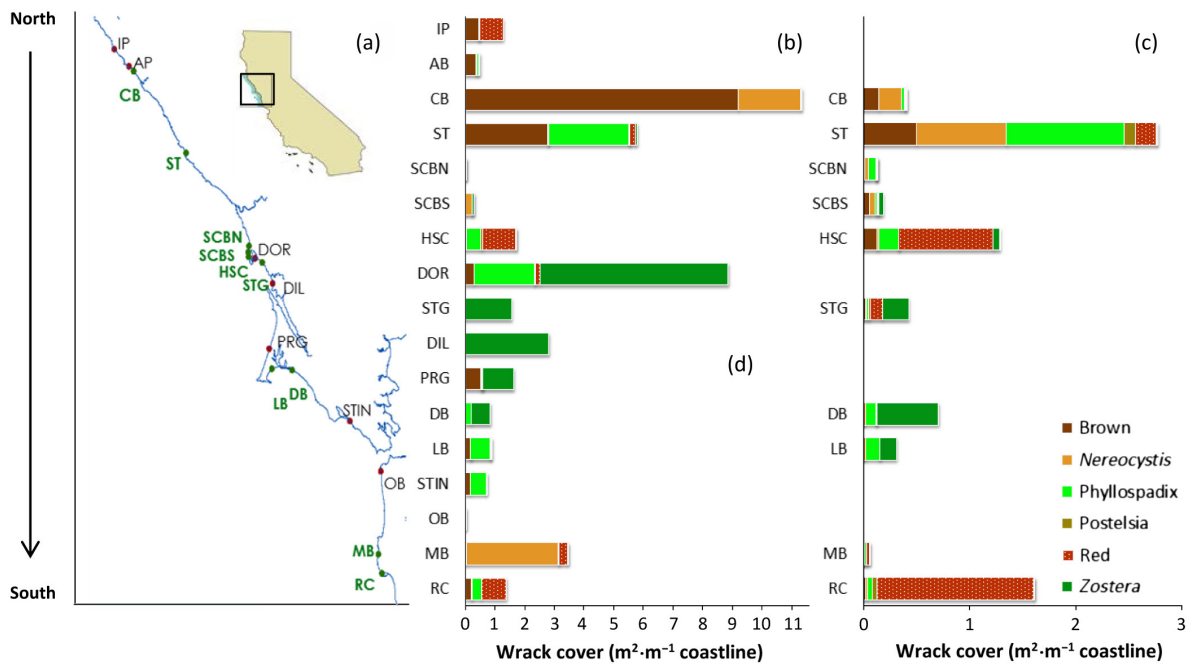 North
South
(a)
IP
AP
CB
ST
SCBN
DOR
SCBS
HSC
STG
DIL
PRG
DB
LB
STIN
OB
MB
RC
(b)
IP
AB
CB
ST
SCBN
SCBS
HSC
DOR
STG
DIL
PRG
(d)
DB
LB
STIN
OB
MB
RC
0 1 2 3 4 5 6 7 8 9 10 11
Wrack cover (m²·m⁻¹ coastline)
(c)
CB
ST
SCBN
SCBS
HSC
STG
DB
LB
MB
RC
Brown
Nereocystis
Phyllospadix
Postelsia
Red
Zostera
0 1 2 3
Wrack cover (m²·m⁻¹ coastline)